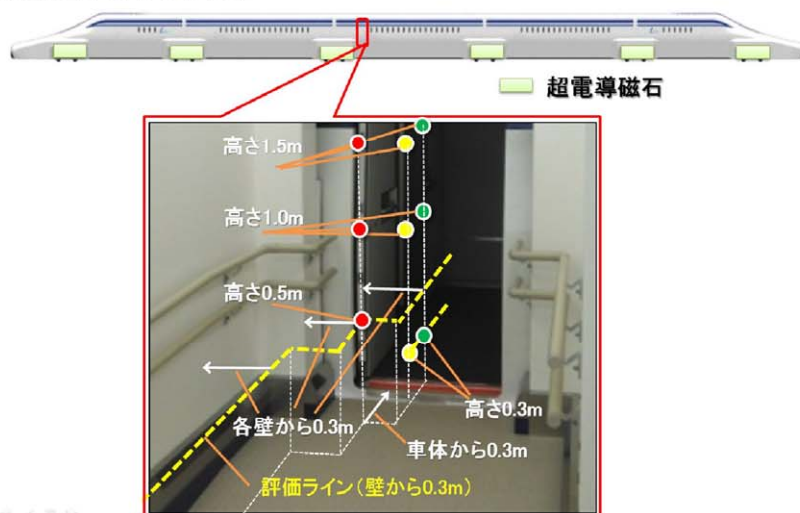 超電導磁石
高さ1.5m
高さ1.0m
高さ0.5m
高さ0.3m
各壁から0.3m
車体から0.3m
評価ライン(壁から0.3m)